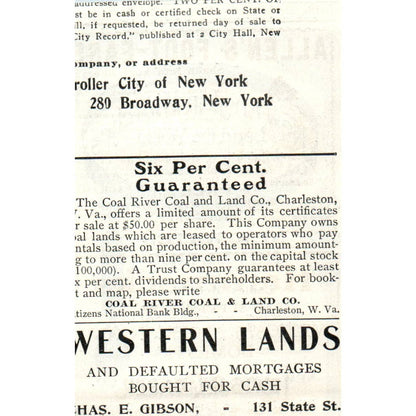 addressed envelope. "TWO PER CENT. OF
st be in cash or certified check on State or
ll, if requested, be returned day of sale to
City Record," published at 2 City Hall, New
ompany, or address
roller City of New York
280 Broadway, New York
Six Per Cent.
Guaranteed
The Coal River Coal and Land Co., Charleston,
V. Va., offers a limited amount of its certificates
r sale at $50.00 per share. This Company owns
al lands which are leased to operators who pay
ntals based on production, the minimum amount-
g to more than nine per cent. on the capital stock
100,000). A Trust Company guarantees at least
x per cent. dividends to shareholders. For book-
t and map, please write
COAL RIVER COAL & LAND CO.
tizens National Bank Bldg., - - Charleston, W. Va.
WESTERN LANDS
AND DEFAULTED MORTGAGES
BOUGHT FOR CASH
HAS. E. GIBSON, - 131 State St.